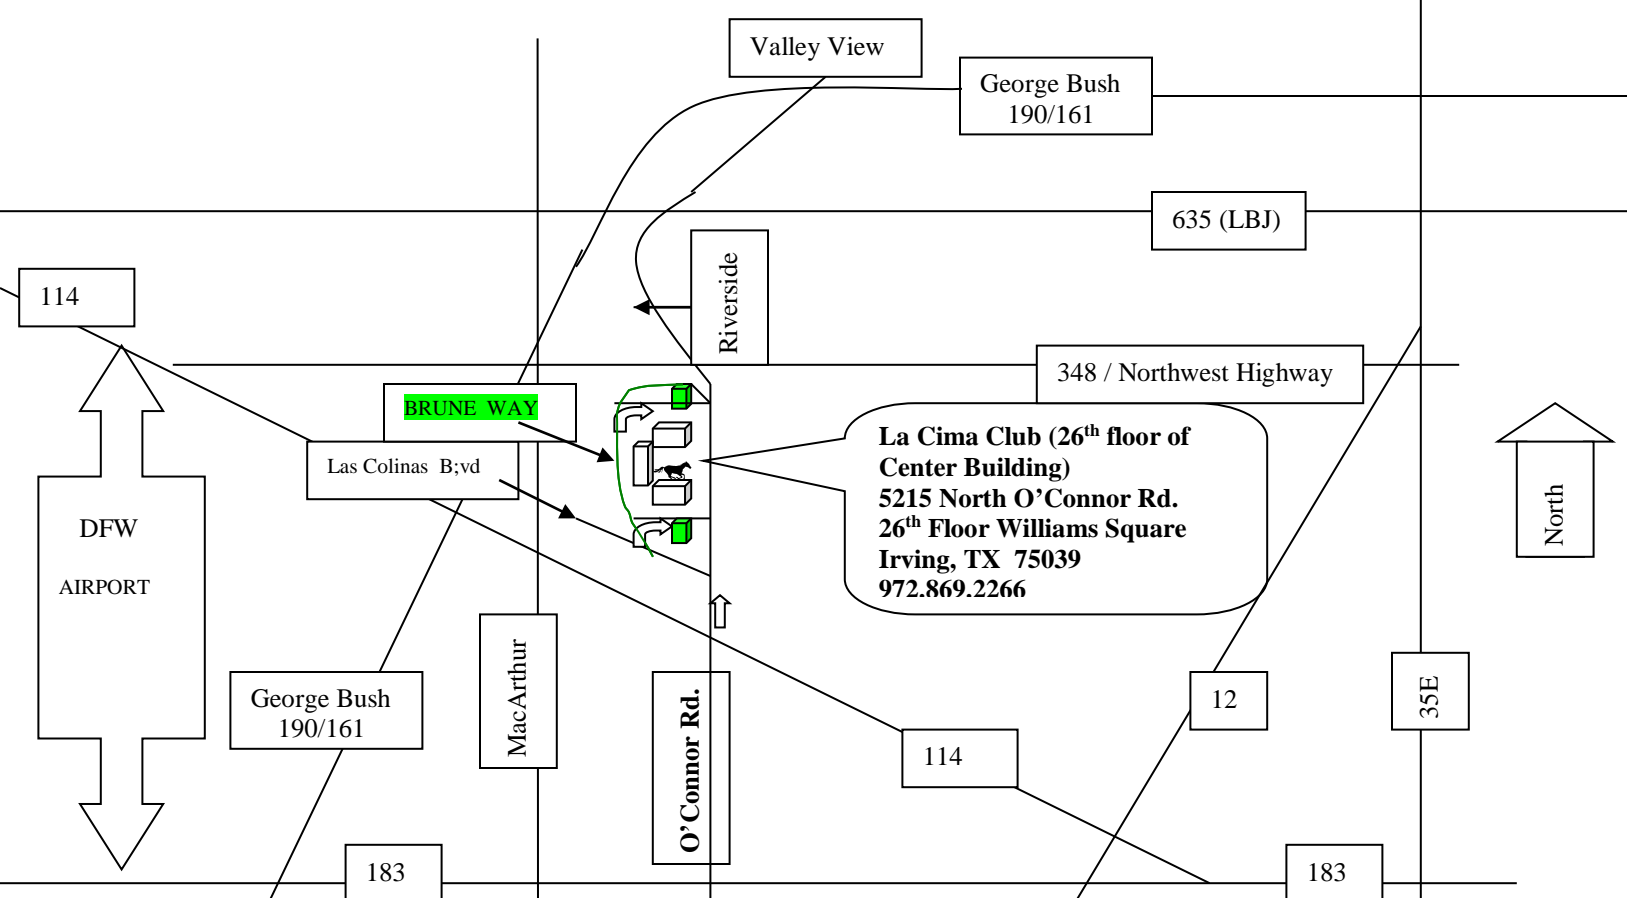 Valley View
George Bush
190/161
635 (LBJ)
114
Riverside
348 / Northwest Highway
BRUNE  WAY
Las Colinas  B;vd
La Cima Club (26th floor of
Center Building)
5215 North O’Connor Rd.
26th Floor Williams Square
Irving, TX  75039
972.869.2266
North
DFW
AIRPORT
George Bush
190/161
MacArthur
O’Connor Rd.
12
35E
114
183
183